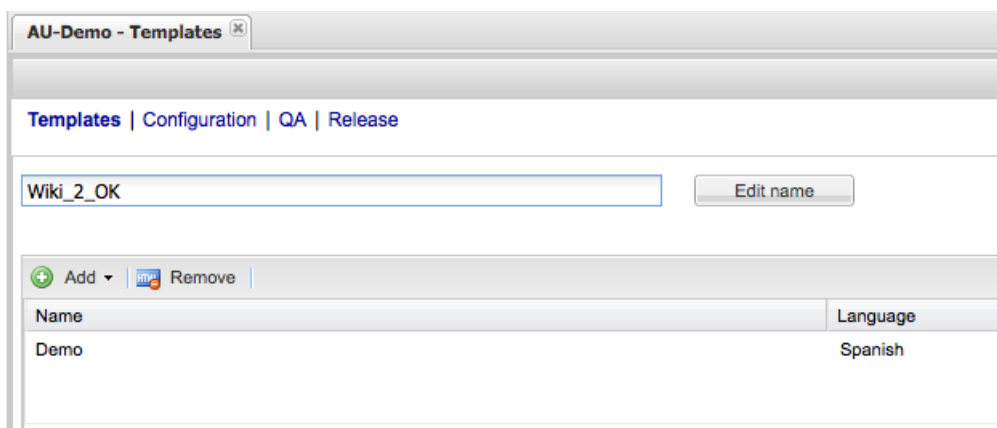 AU-Demo - Templates
Templates | Configuration | QA | Release
Wiki_2_OK Edit name
Add Remove
Name Language
Demo Spanish